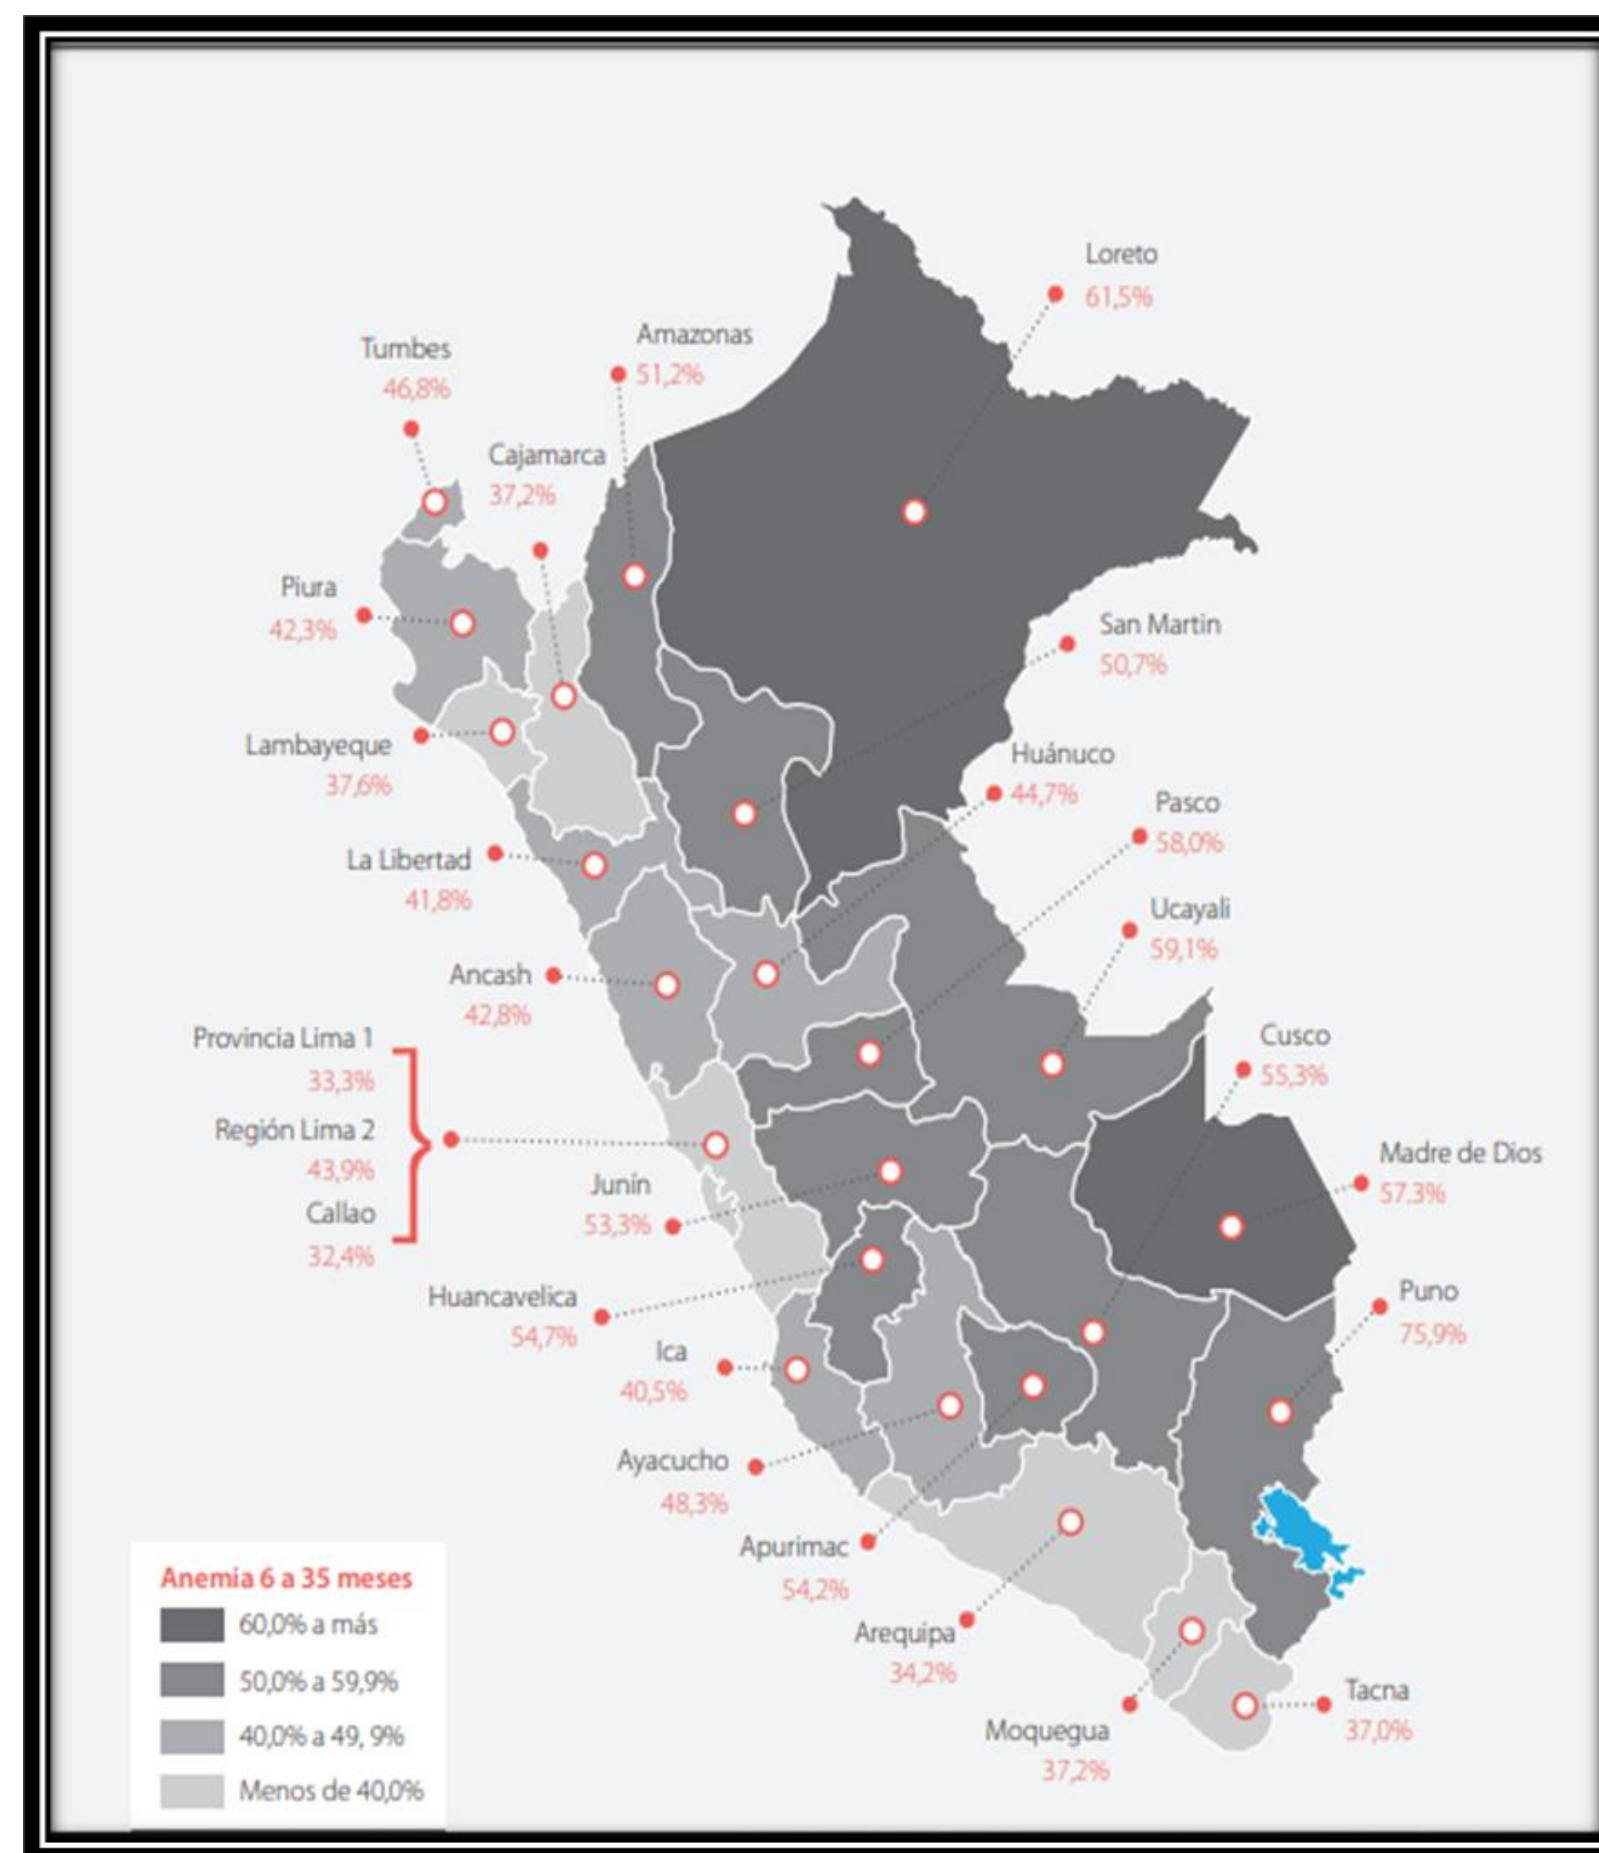 Loreto
61,5%
Amazonas
51,2%
Tumbes
46,8%
Cajamarca
37,2%
Piura
42,3%
San Martin
50,7%
Lambayeque
37,6%
Huánuco
44,7%
Pasco
58,0%
La Libertad
41,8%
Ucayali
59,1%
Ancash
42,8%
Provincia Lima 1
33,3%
Región Lima 2
43,9%
Callao
32,4%
Cusco
55,3%
Madre de Dios
57.3%
Junín
53,3%
Huancavelica
54,7%
Puno
75,9%
Ica
40,5%
Ayacucho
48,3%
Apurimac
54,2%
Arequipa
34,2%
Moquegua
37,2%
Tacna
37,0%
Anemia 6 a 35 meses
60,0% a más
50,0% a 59,9%
40,0% a 49, 9%
Menos de 40,0%